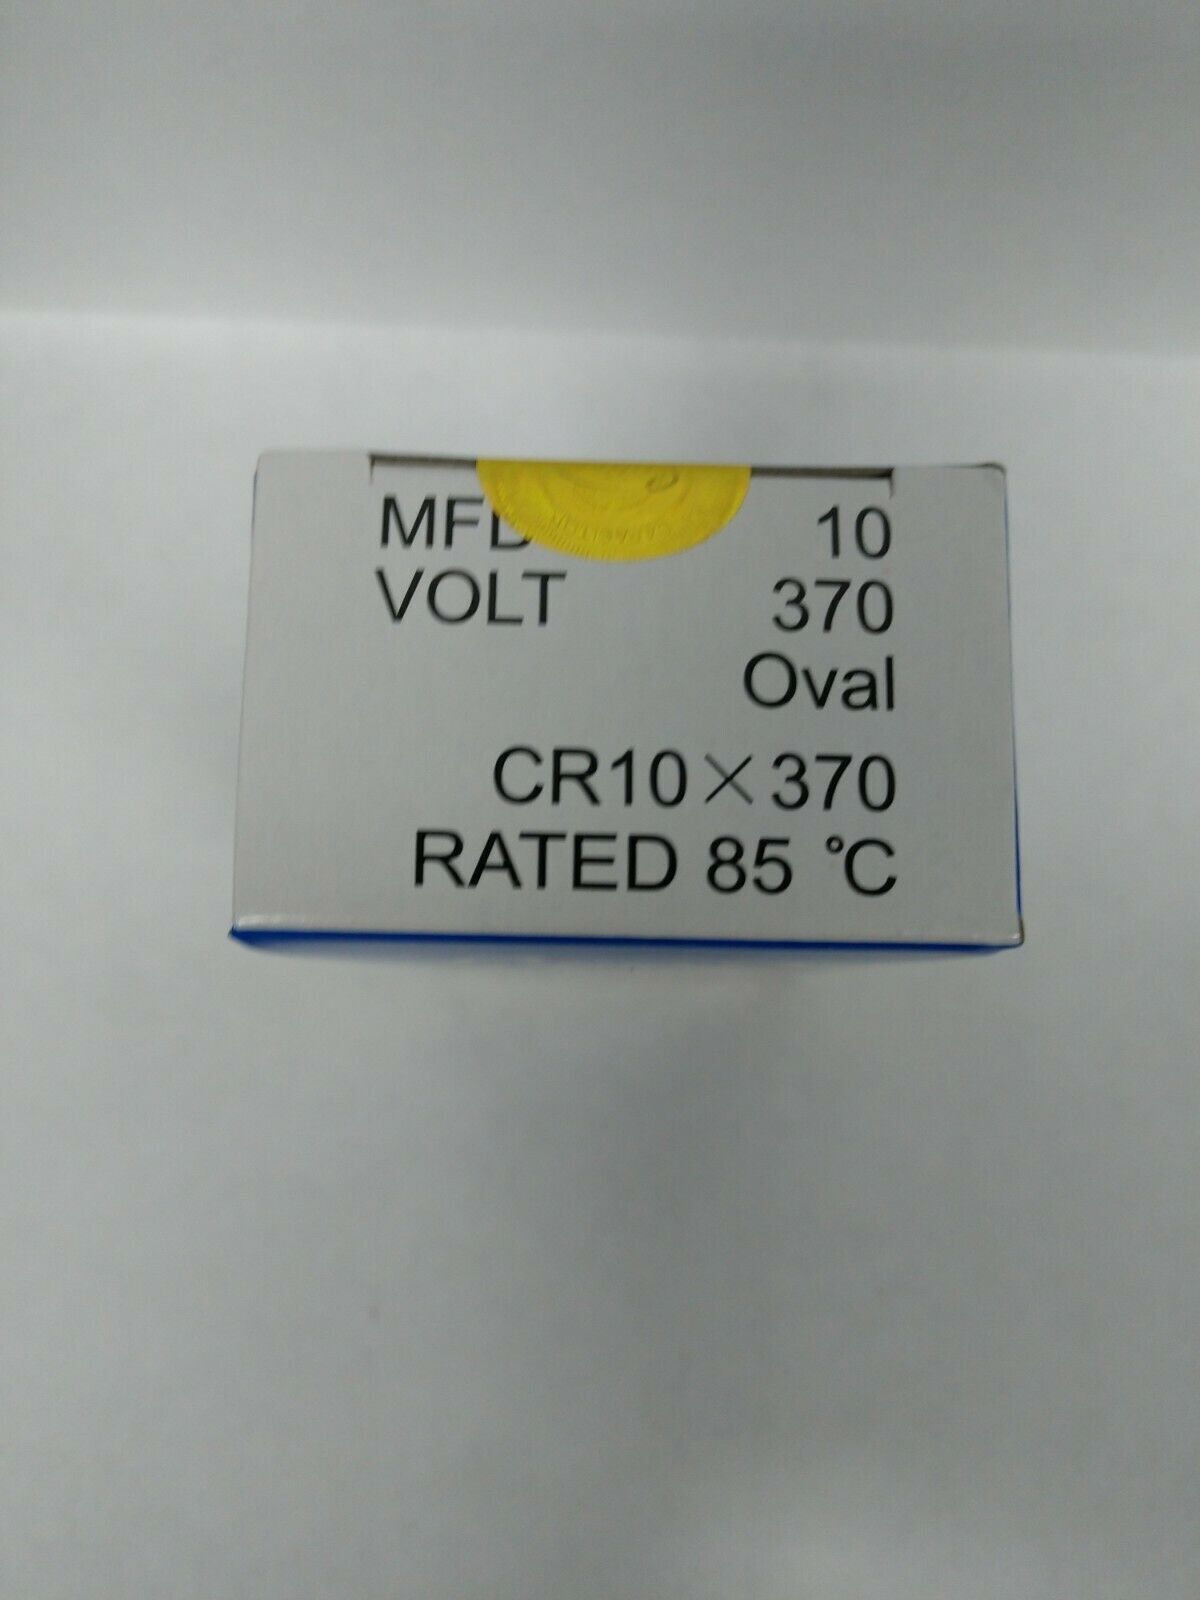 MFD 10
VOLT 370
Oval
CR10×370
RATED 85 °C